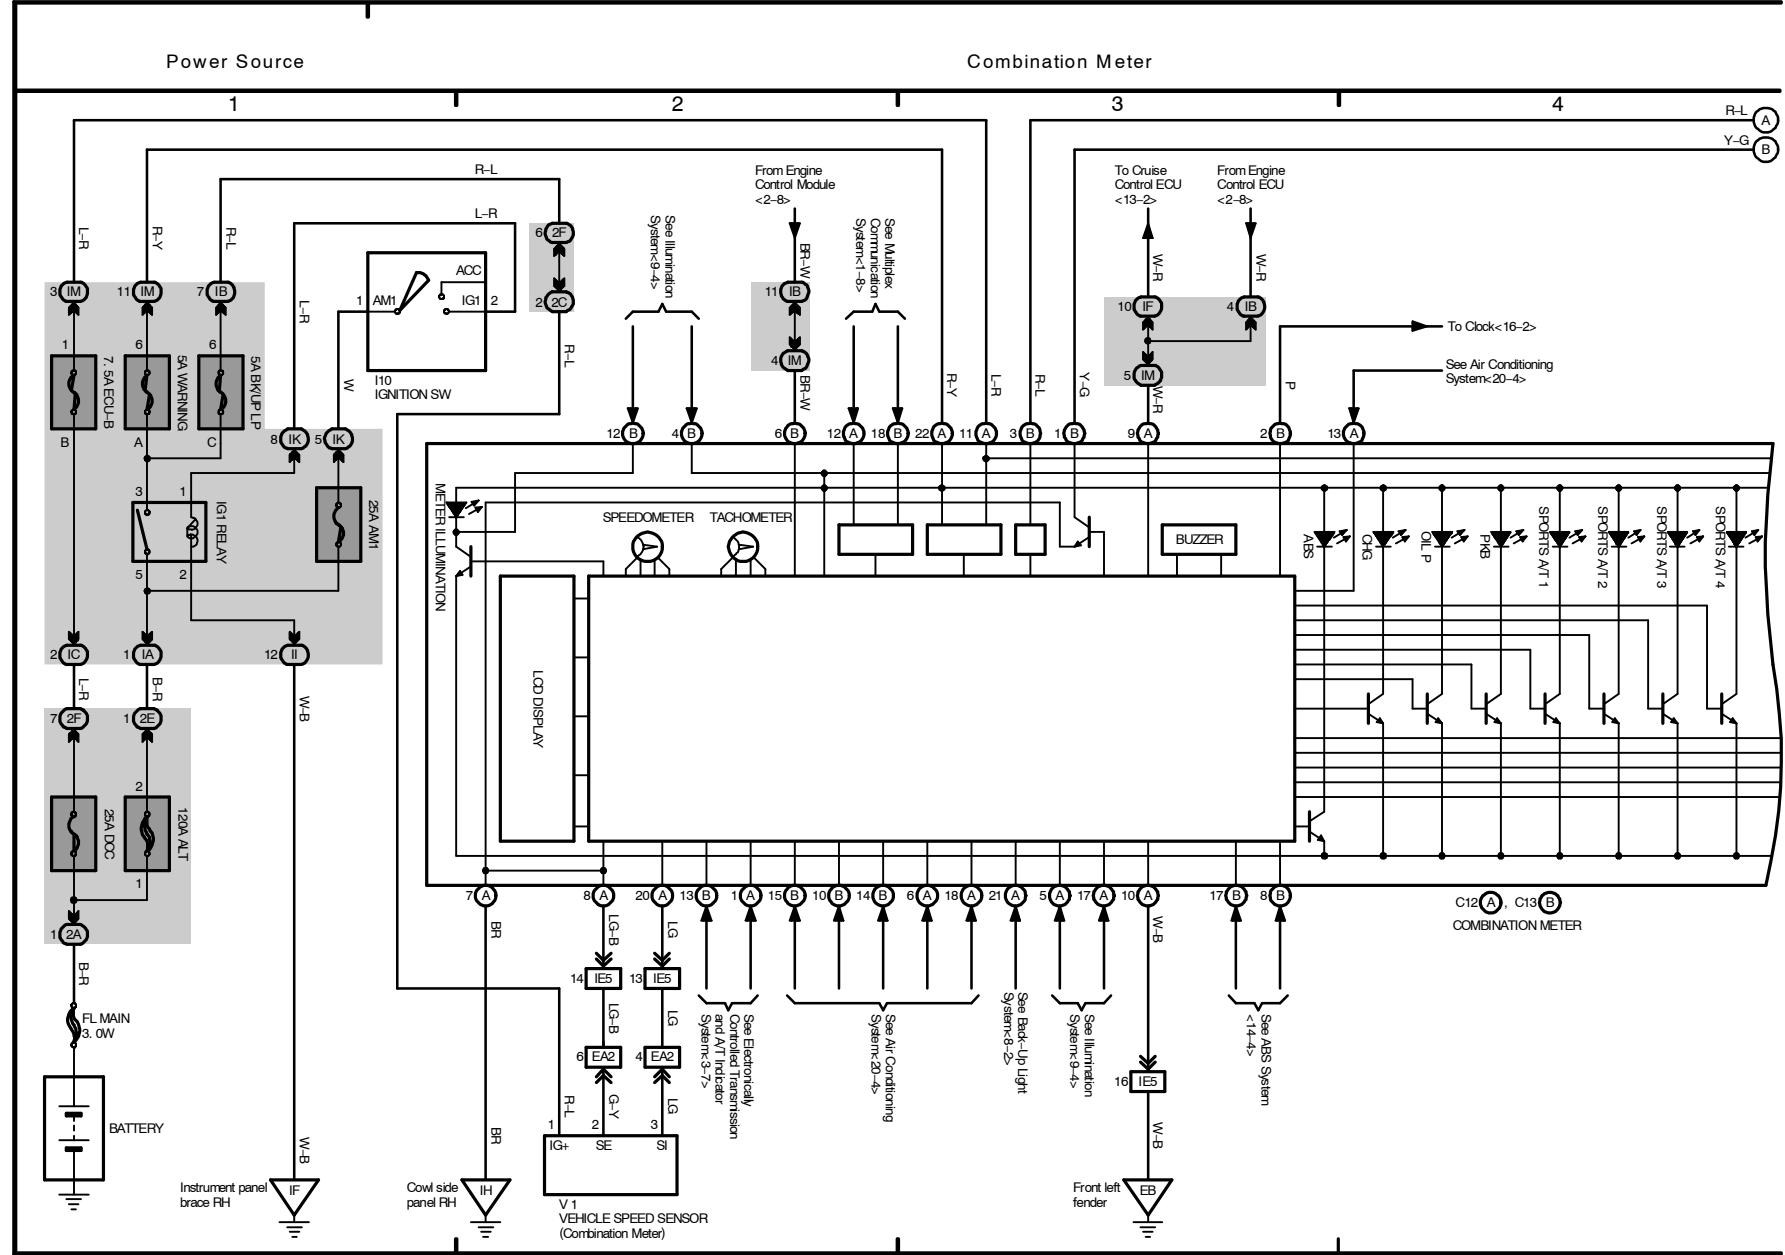 Power Source
Combination Meter
1
2
3
4
R–L
A
Y–G
B
R–L
L–R
L–R
R–Y
R–L
3 IM
11 IM
7 IB
6 2F
2 2C
R–L
1
6
6
7. 5A ECU–B
5A WARNING
5A BK/UP LP
B
A
C
L–R
W
ACC
1 AM1
IG1 2
I10
IGNITION SW
8 IK
5 IK
3
1
IG1 RELAY
25A AM1
5
2
2 IC
1 IA
12 II
L–R
B–R
W–B
7 2F
1 2E
2
25A DCC
120A ALT
1
1 2A
B–R
FL MAIN
3. 0W
BATTERY
W–B
Instrument panel
brace RH
IF
See Illumination
System<9–4>
From Engine
Control Module
<2–8>
BR–W
11 IB
4 IM
BR–W
See Multiplex
Communication
System<1–8>
R–Y
L–R
R–L
Y–G
To Cruise
Control ECU
<13–2>
From Engine
Control ECU
<2–8>
W–R
W–R
10 IF
4 IB
5 IM
W–R
P
To Clock<16–2>
See Air Conditioning
System<20–4>
12 B
4 B
6 B
12 A
18 B
22 A
11 A
3 B
1 B
9 A
2 B
13 A
METER ILLUMINATION
SPEEDOMETER
TACHOMETER
BUZZER
ABS
CHG
OIL P
PKB
SPORTS A/T 1
SPORTS A/T 2
SPORTS A/T 3
SPORTS A/T 4
LCD DISPLAY
7 A
8 A
20 A
13 B
1 A
15 B
10 B
14 B
6 A
18 A
21 A
5 A
17 A
10 A
17 B
8 B
C12 A , C13 B
COMBINATION METER
BR
LG–B
LG
W–B
14 IE5
13 IE5
LG–B
LG
6 EA2
4 EA2
R–L
G–Y
LG
See Electronically
Controlled Transmission
and A/T Indicator
System<3–7>
See Air Conditioning
System<20–4>
See Back–Up Light
System<8–2>
See Illumination
System<9–4>
See ABS System
<14–4>
16 IE5
W–B
BR
1
2
3
IG+
SE
SI
V 1
VEHICLE SPEED SENSOR
(Combination Meter)
Cowl side
panel RH
IH
Front left
fender
EB